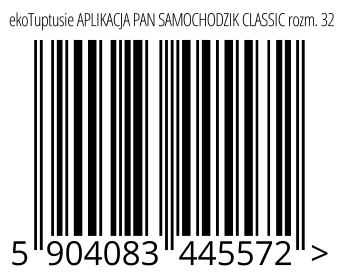 ekoTuptusie APLIKACJA PAN SAMOCHODZIK CLASSIC rozm. 32
5 904083 445572 >